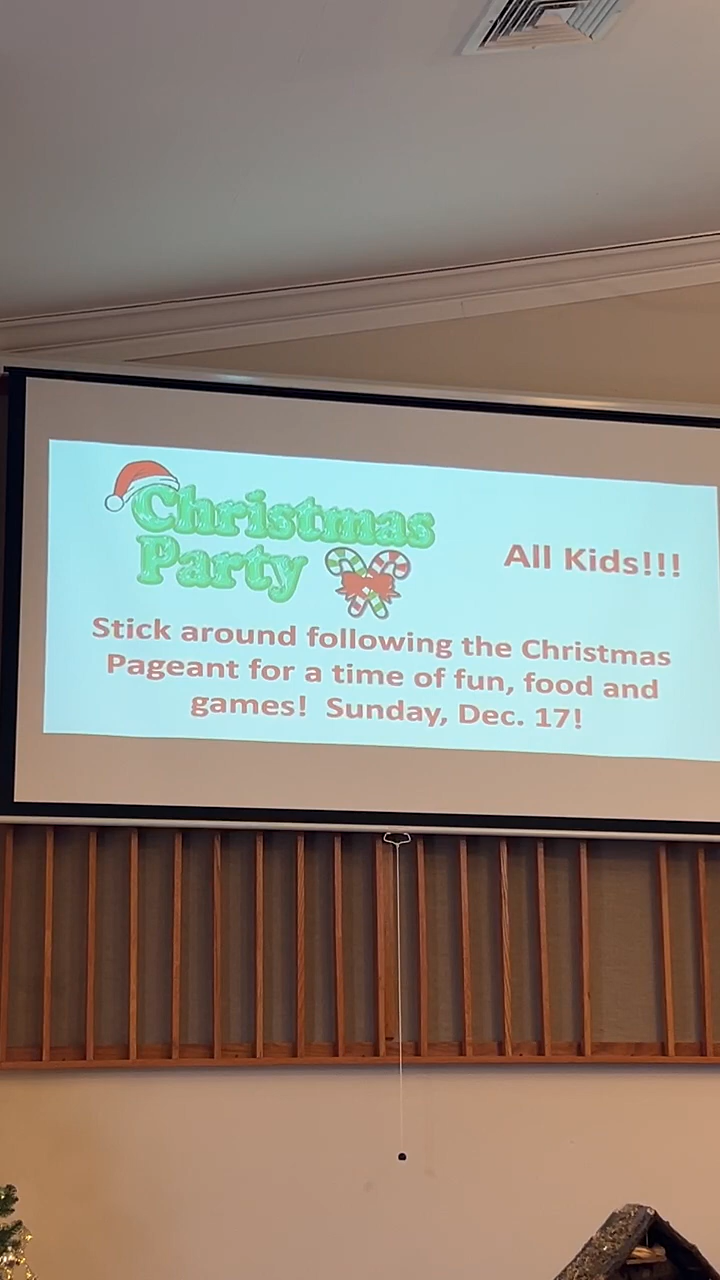 Christmas
Party
All Kids!!!
Stick around following the Christmas
Pageant for a time of fun, food and
games! Sunday, Dec. 17!